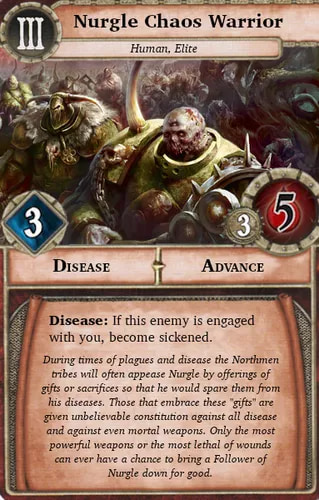 III
Nurgle Chaos Warrior
Human, Elite
3
3
5
DISEASE
ADVANCE
Disease: If this enemy is engaged
with you, become sickened.
During times of plagues and disease the Northmen
tribes will often appease Nurgle by offerings of
gifts or sacrifices so that he would spare them from
his diseases. Those that embrace these "gifts" are
given unbelievable constitution against all disease
and against even mortal weapons. Only the most
powerful weapons or the most lethal of wounds
can ever have a chance to bring a Follower of
Nurgle down for good.